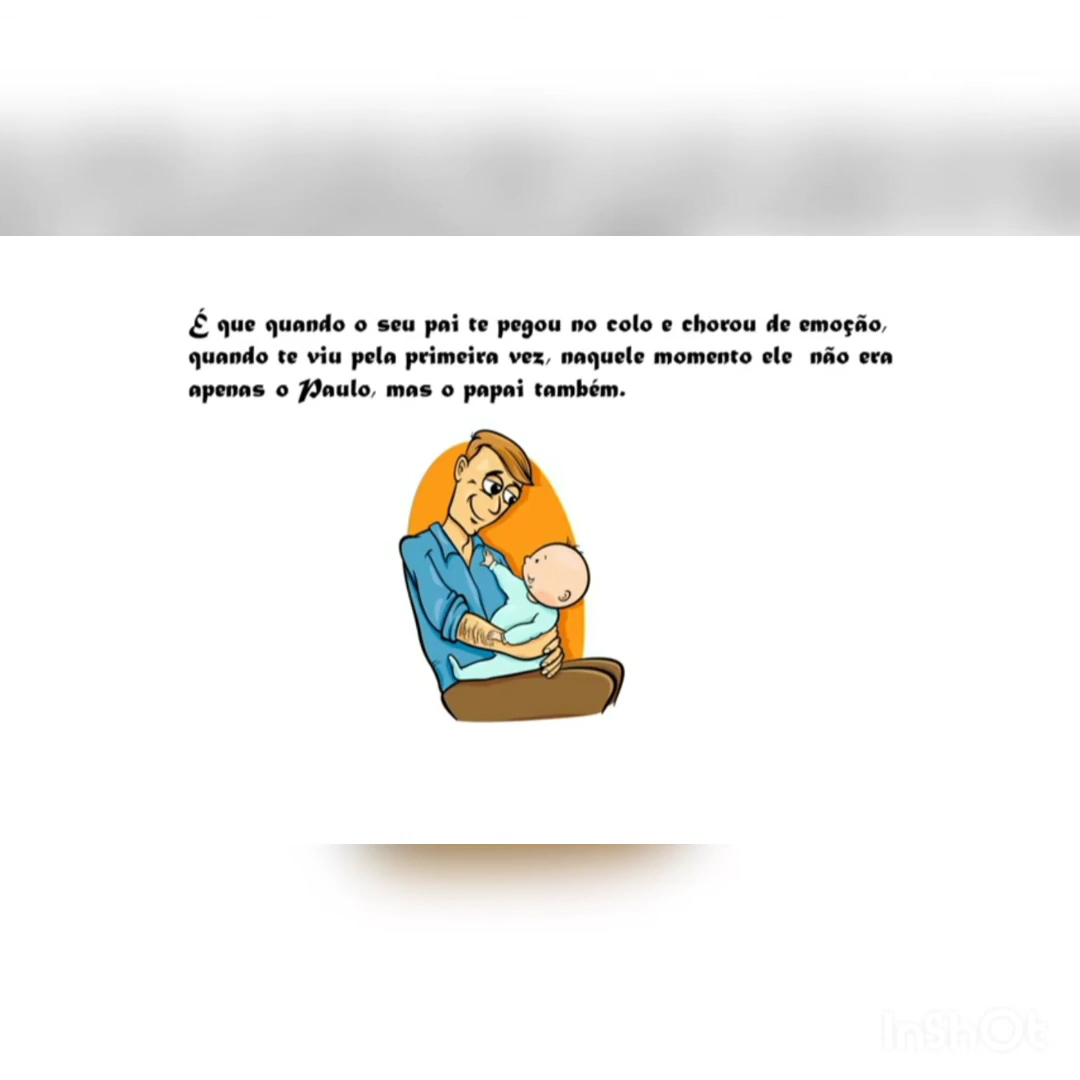 É que quando o seu pai te pegou no colo e chorou de emoção,
quando te viu pela primeira vez, naquele momento ele não era
apenas o Paulo, mas o papai também.
InShOt